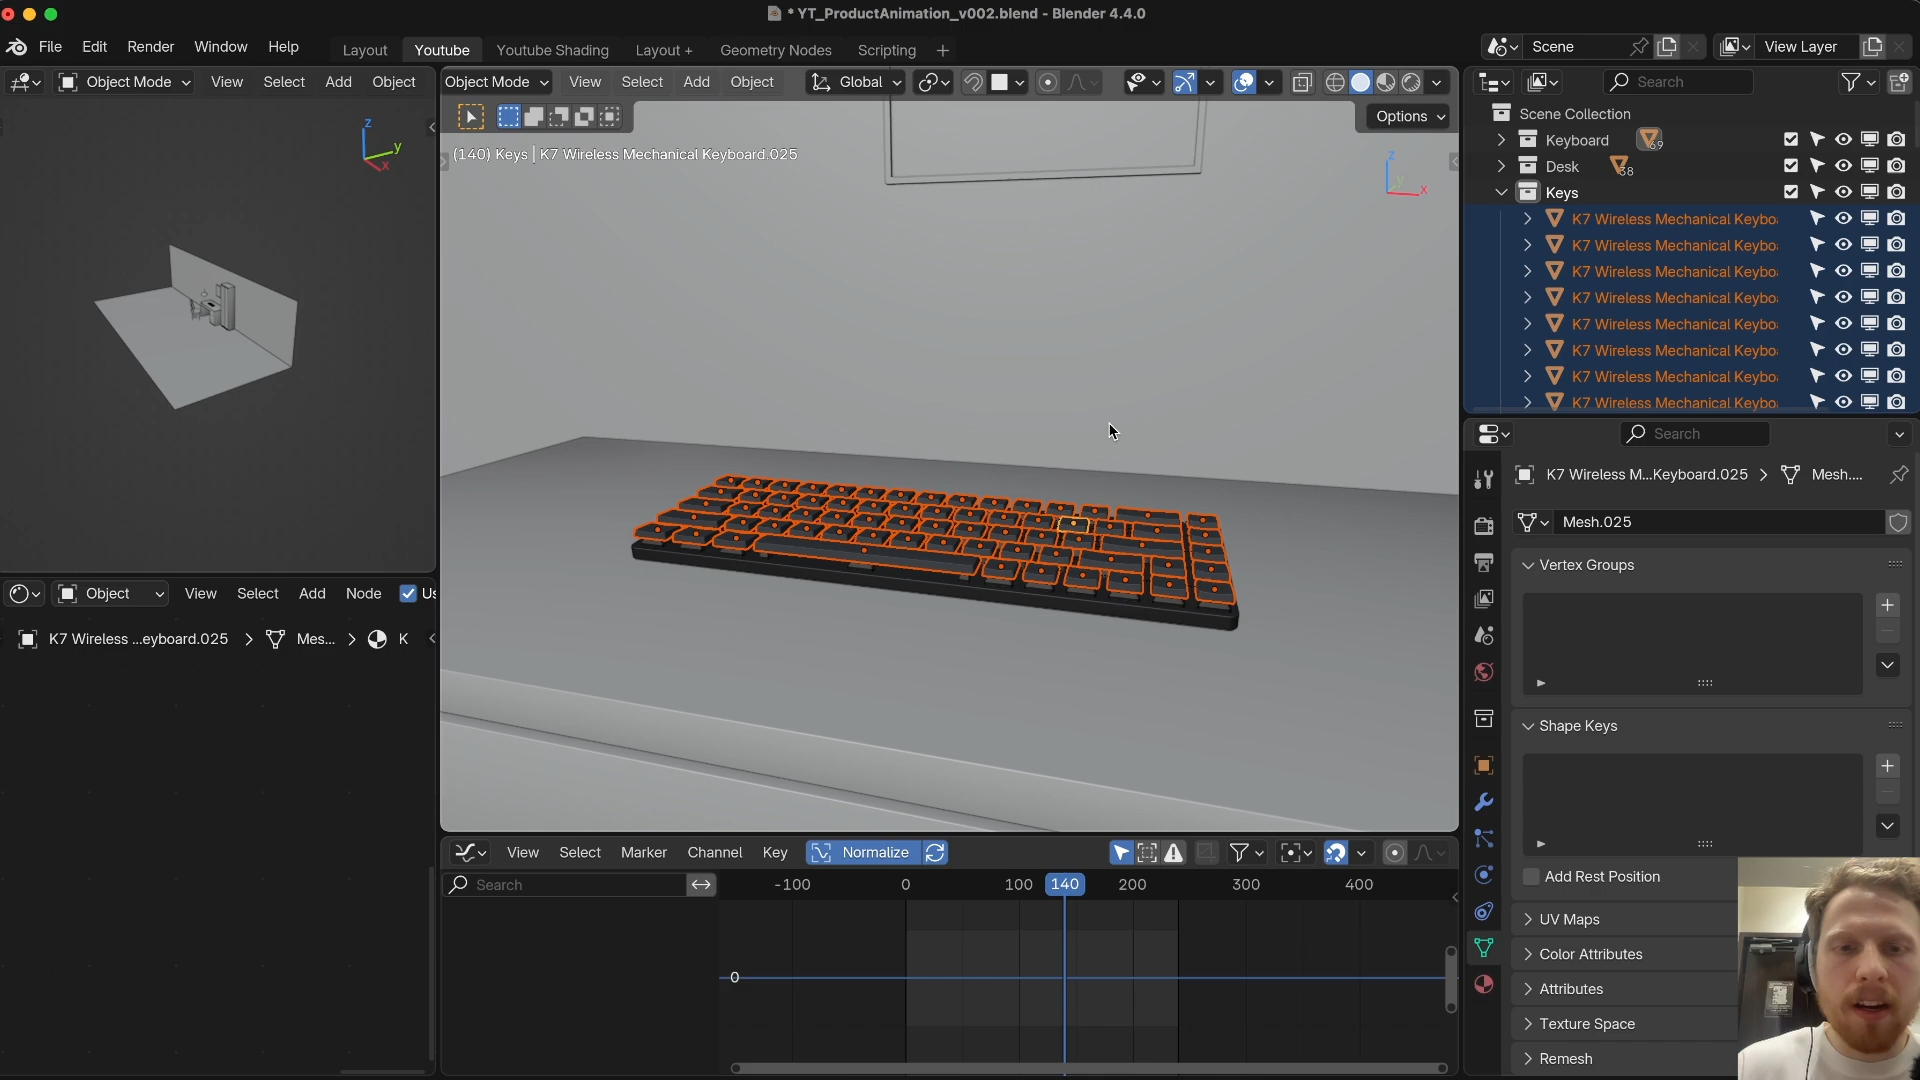 * YT_ProductAnimation_v002.blend - Blender 4.4.0
File Edit Render Window Help
Layout Youtube Youtube Shading Layout + Geometry Nodes Scripting +
Scene
View Layer
Object Mode View Select Add Object
Object Mode View Select Add Object
Global
Options
(140) Keys | K7 Wireless Mechanical Keyboard.025
z
y
x
z
y
x
Search
Scene Collection
Keyboard 69
Desk 38
Keys
K7 Wireless Mechanical Keybo
K7 Wireless Mechanical Keybo
K7 Wireless Mechanical Keybo
K7 Wireless Mechanical Keybo
K7 Wireless Mechanical Keybo
K7 Wireless Mechanical Keybo
K7 Wireless Mechanical Keybo
K7 Wireless Mechanical Keybo
Search
K7 Wireless M...Keyboard.025 > Mesh....
Mesh.025
Vertex Groups
Shape Keys
Add Rest Position
UV Maps
Color Attributes
Attributes
Texture Space
Remesh
Object View Select Add Node Us
K7 Wireless ...eyboard.025 > Mes... > K
View Select Marker Channel Key Normalize
Search
-100 0 100 140 200 300 400
0